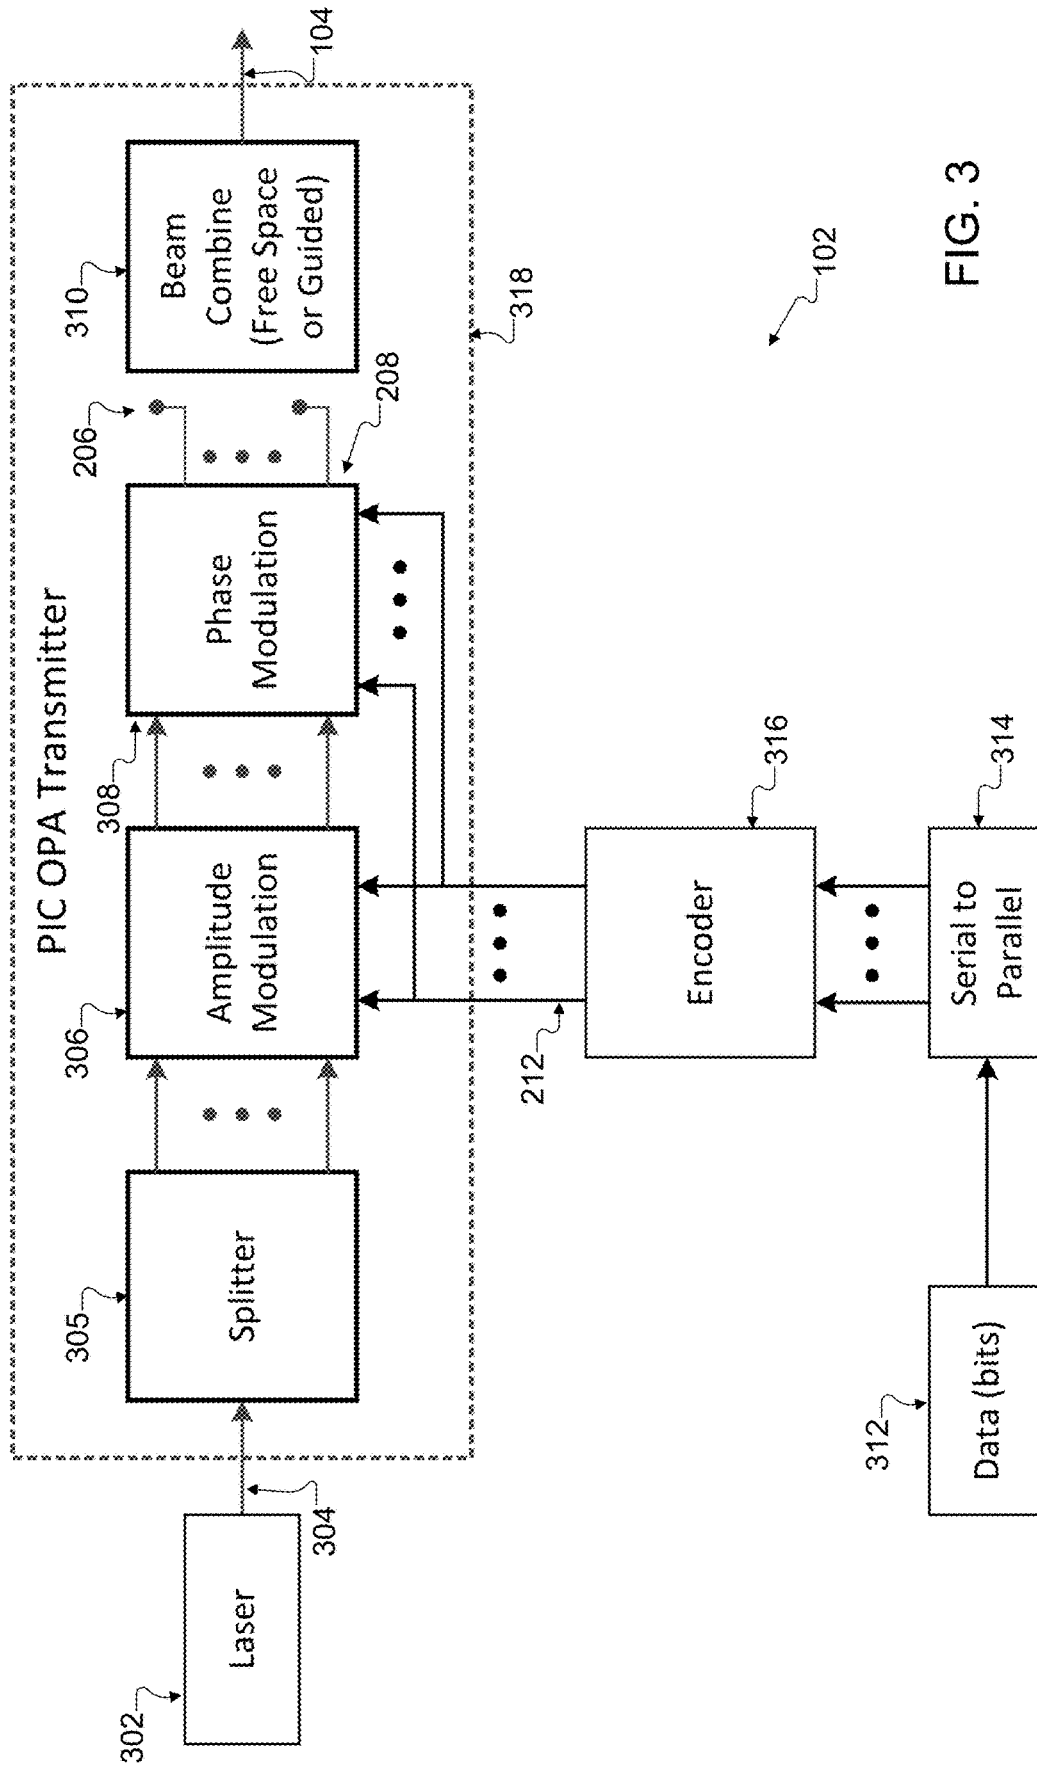 PIC OPA Transmitter
302
Laser
304
305
Splitter
306
Amplitude
Modulation
308
Phase
Modulation
206
208
310
Beam
Combine
(Free Space
or Guided)
104
318
212
Encoder
316
312
Data (bits)
Serial to
Parallel
314
102
FIG. 3